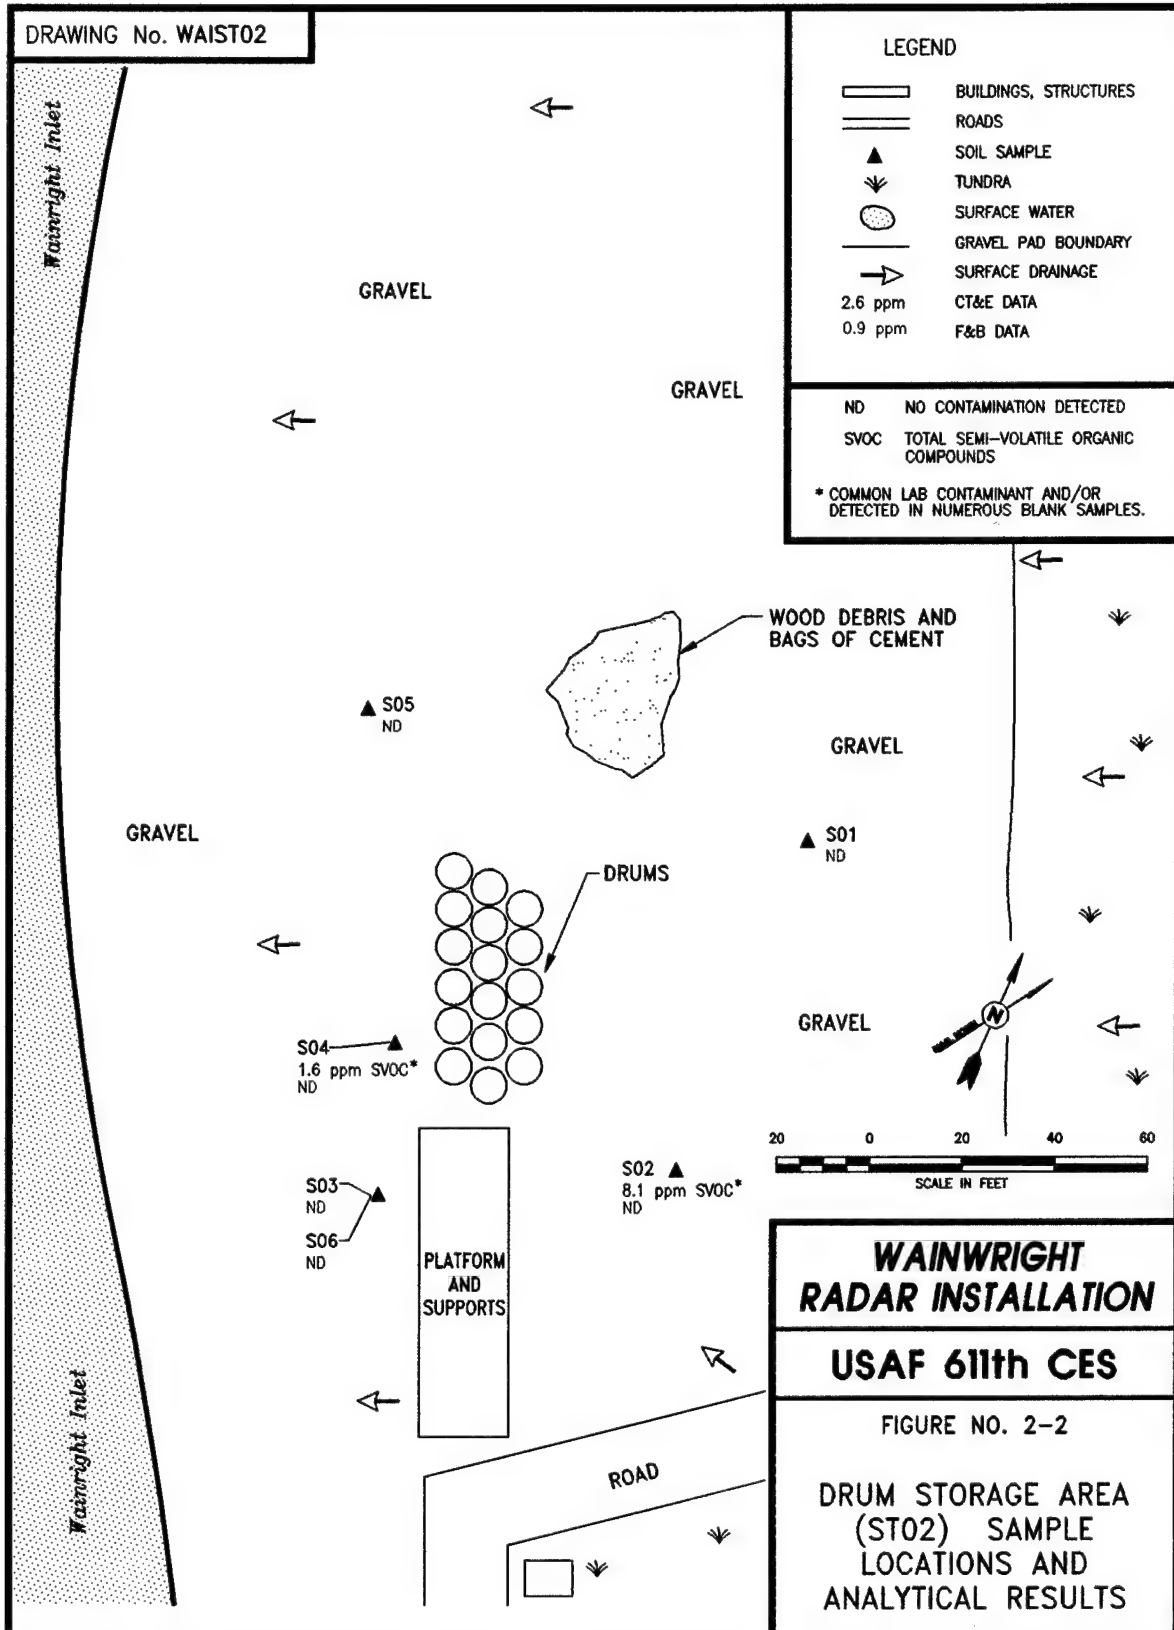 DRAWING No. WAIST02
LEGEND
BUILDINGS, STRUCTURES
ROADS
SOIL SAMPLE
TUNDRA
SURFACE WATER
GRAVEL PAD BOUNDARY
SURFACE DRAINAGE
2.6 ppm CT&E DATA
0.9 ppm F&B DATA
ND NO CONTAMINATION DETECTED
SVOC TOTAL SEMI-VOLATILE ORGANIC
COMPOUNDS
* COMMON LAB CONTAMINANT AND/OR
DETECTED IN NUMEROUS BLANK SAMPLES.
Wainright Inlet
GRAVEL
GRAVEL
WOOD DEBRIS AND
BAGS OF CEMENT
S05
ND
GRAVEL
GRAVEL
S01
ND
DRUMS
GRAVEL
N
S04
1.6 ppm SVOC*
ND
20 0 20 40 60
SCALE IN FEET
S02
8.1 ppm SVOC*
ND
S03
ND
S06
ND
PLATFORM
AND
SUPPORTS
Wainright Inlet
ROAD
WAINWRIGHT
RADAR INSTALLATION
USAF 611th CES
FIGURE NO. 2-2
DRUM STORAGE AREA
(ST02) SAMPLE
LOCATIONS AND
ANALYTICAL RESULTS